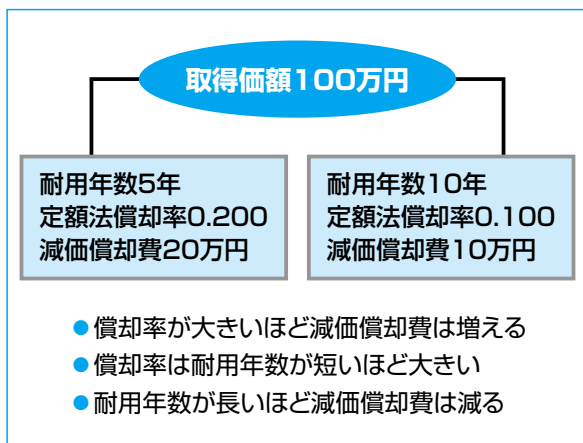 取得価額100万円
耐用年数5年
定額法償却率0.200
減価償却費20万円
耐用年数10年
定額法償却率0.100
減価償却費10万円
●償却率が大きいほど減価償却費は増える
●償却率は耐用年数が短いほど大きい
●耐用年数が長いほど減価償却費は減る